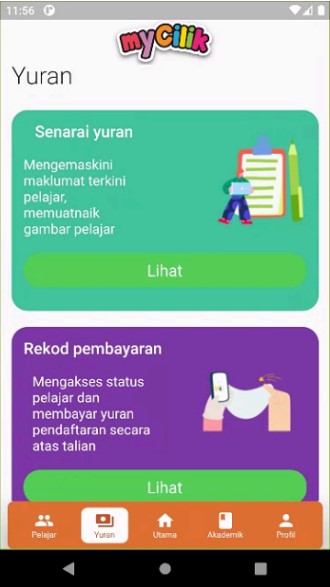 11:56
myCilik
Yuran
Senarai yuran
Mengemaskini
maklumat terkini
pelajar,
memuatnaik
gambar pelajar
Lihat
Rekod pembayaran
Mengakses status
pelajar dan
membayar yuran
pendaftaran secara
atas talian
Lihat
Pelajar
Yuran
Utama
Akademik
Profil